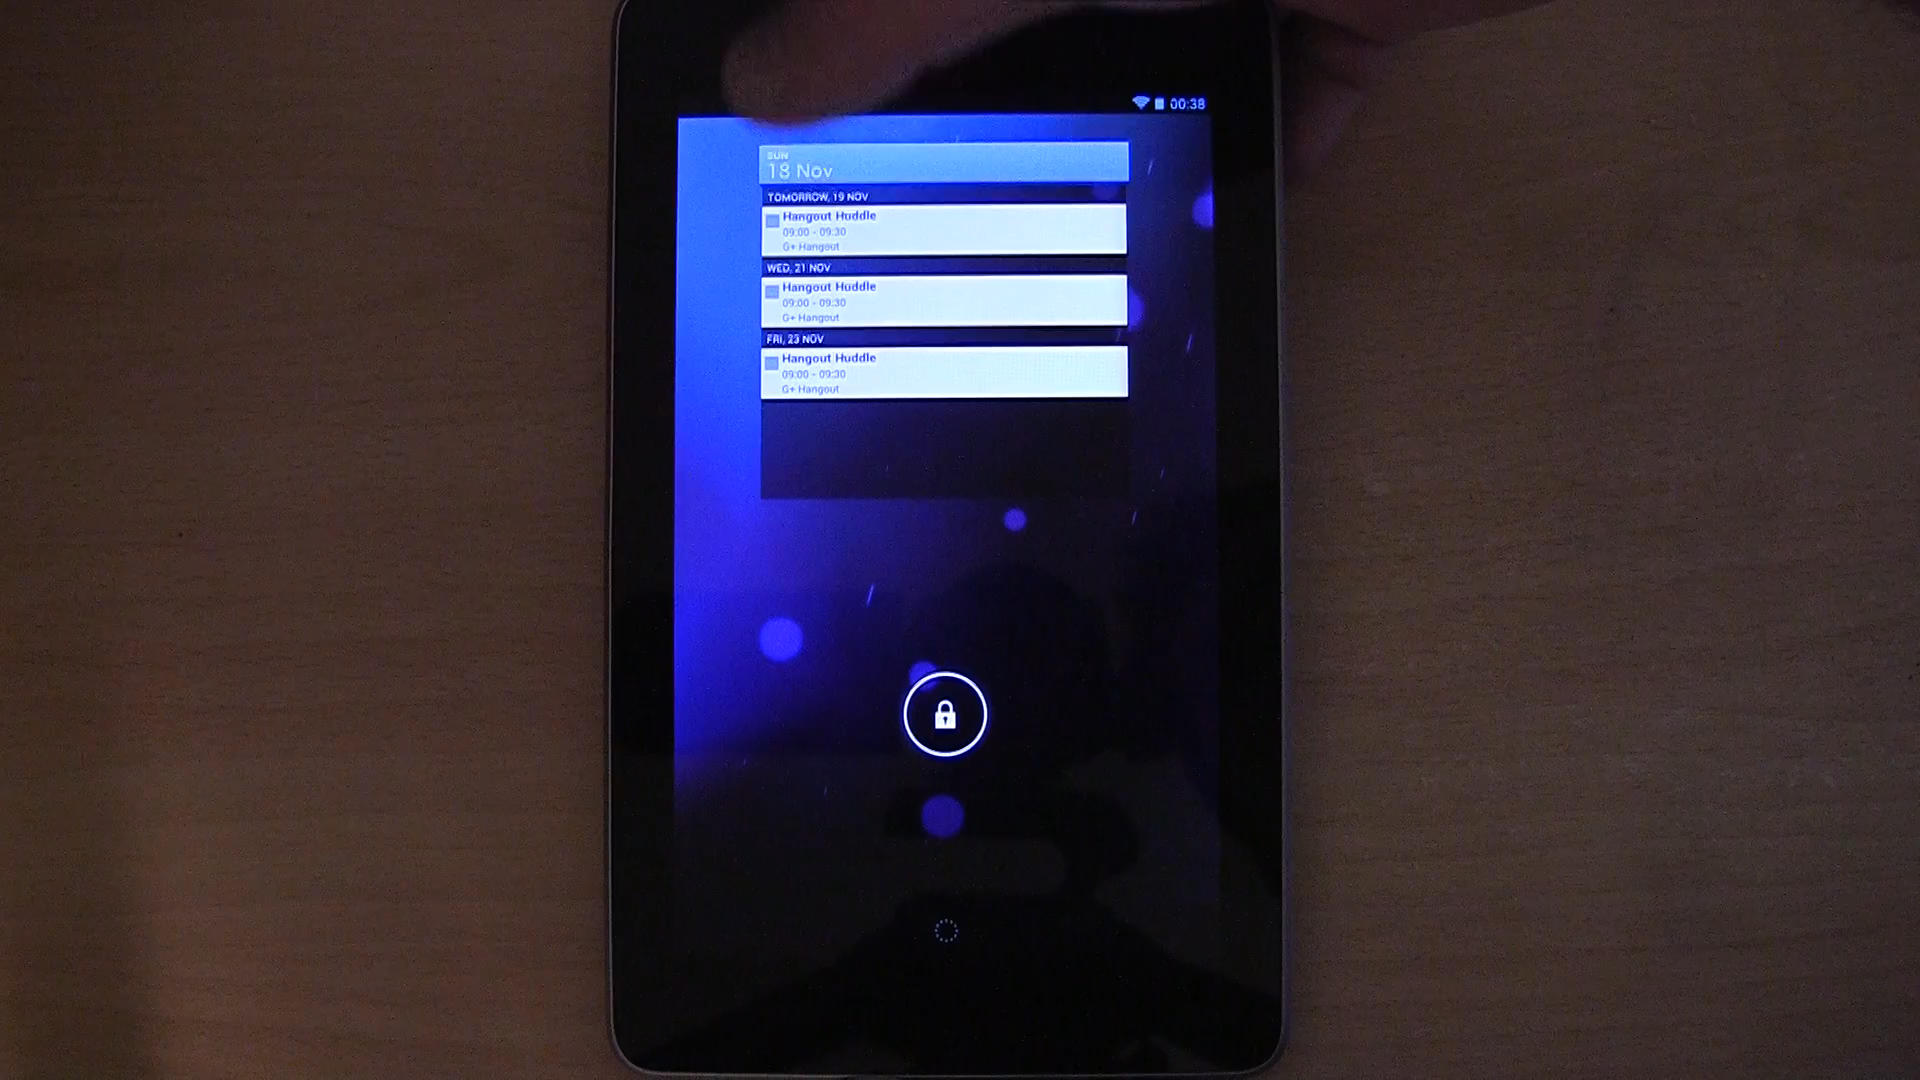 00:38
SUN
18 Nov
TOMORROW, 19 NOV
Hangout Huddle
09:00 - 09:30
G+ Hangout
WED, 21 NOV
Hangout Huddle
09:00 - 09:30
G+ Hangout
FRI, 23 NOV
Hangout Huddle
09:00 - 09:30
G+ Hangout